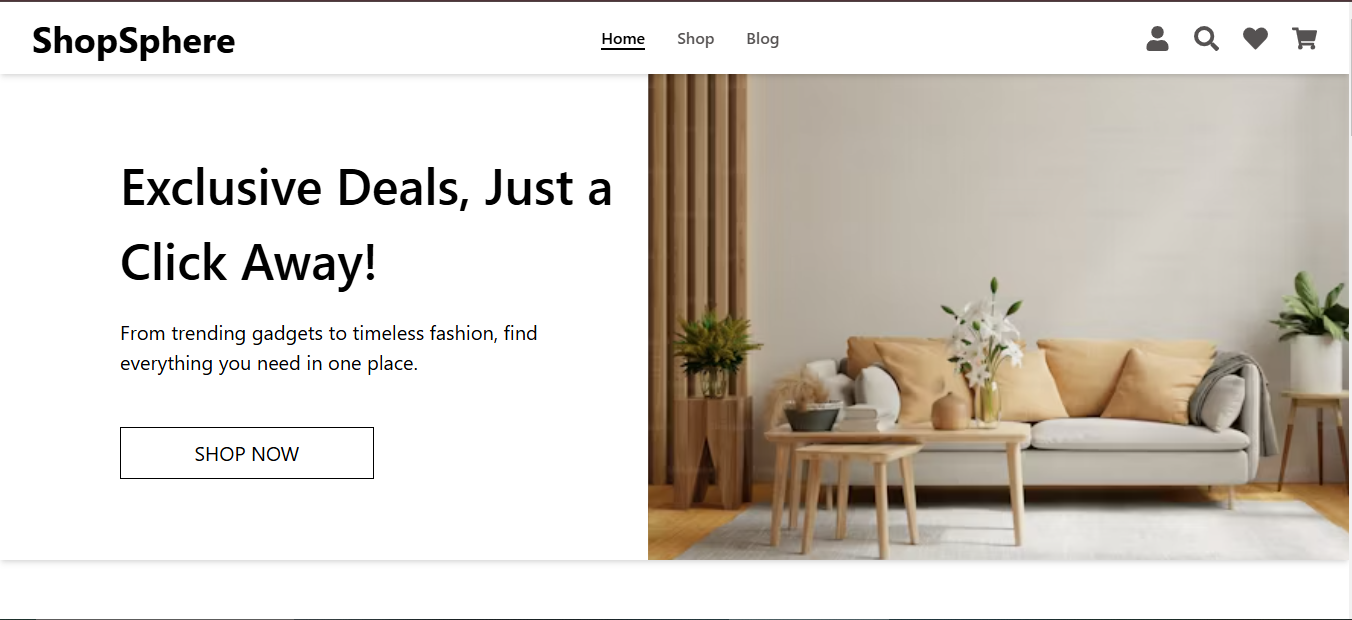 ShopSphere
Home Shop Blog
Exclusive Deals, Just a
Click Away!
From trending gadgets to timeless fashion, find
everything you need in one place.
SHOP NOW